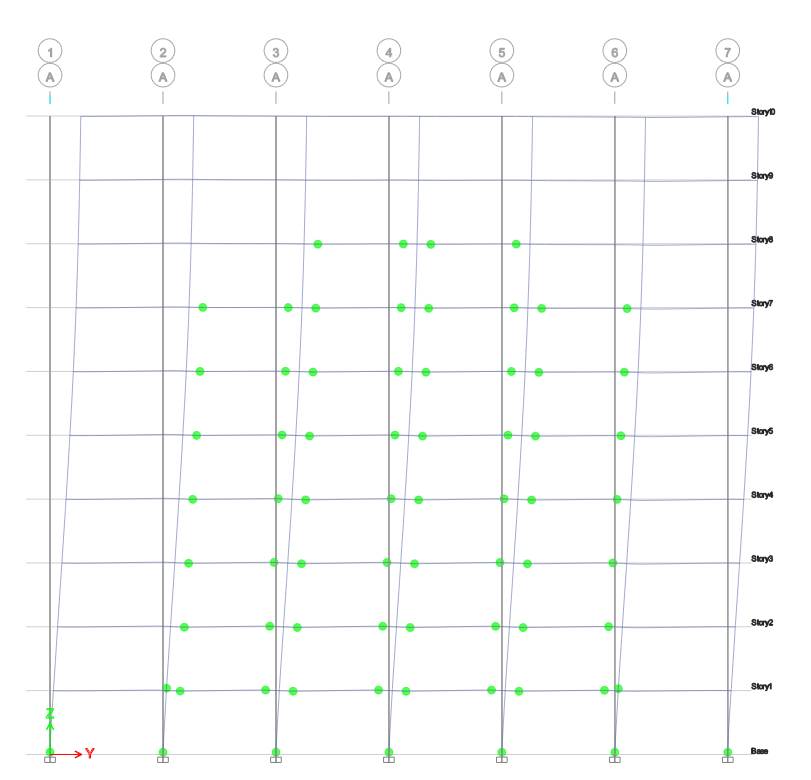 1 2 3 4 5 6 7
A A A A A A A
Story10
Story9
Story8
Story7
Story6
Story5
Story4
Story3
Story2
Story1
Z
Y
Base